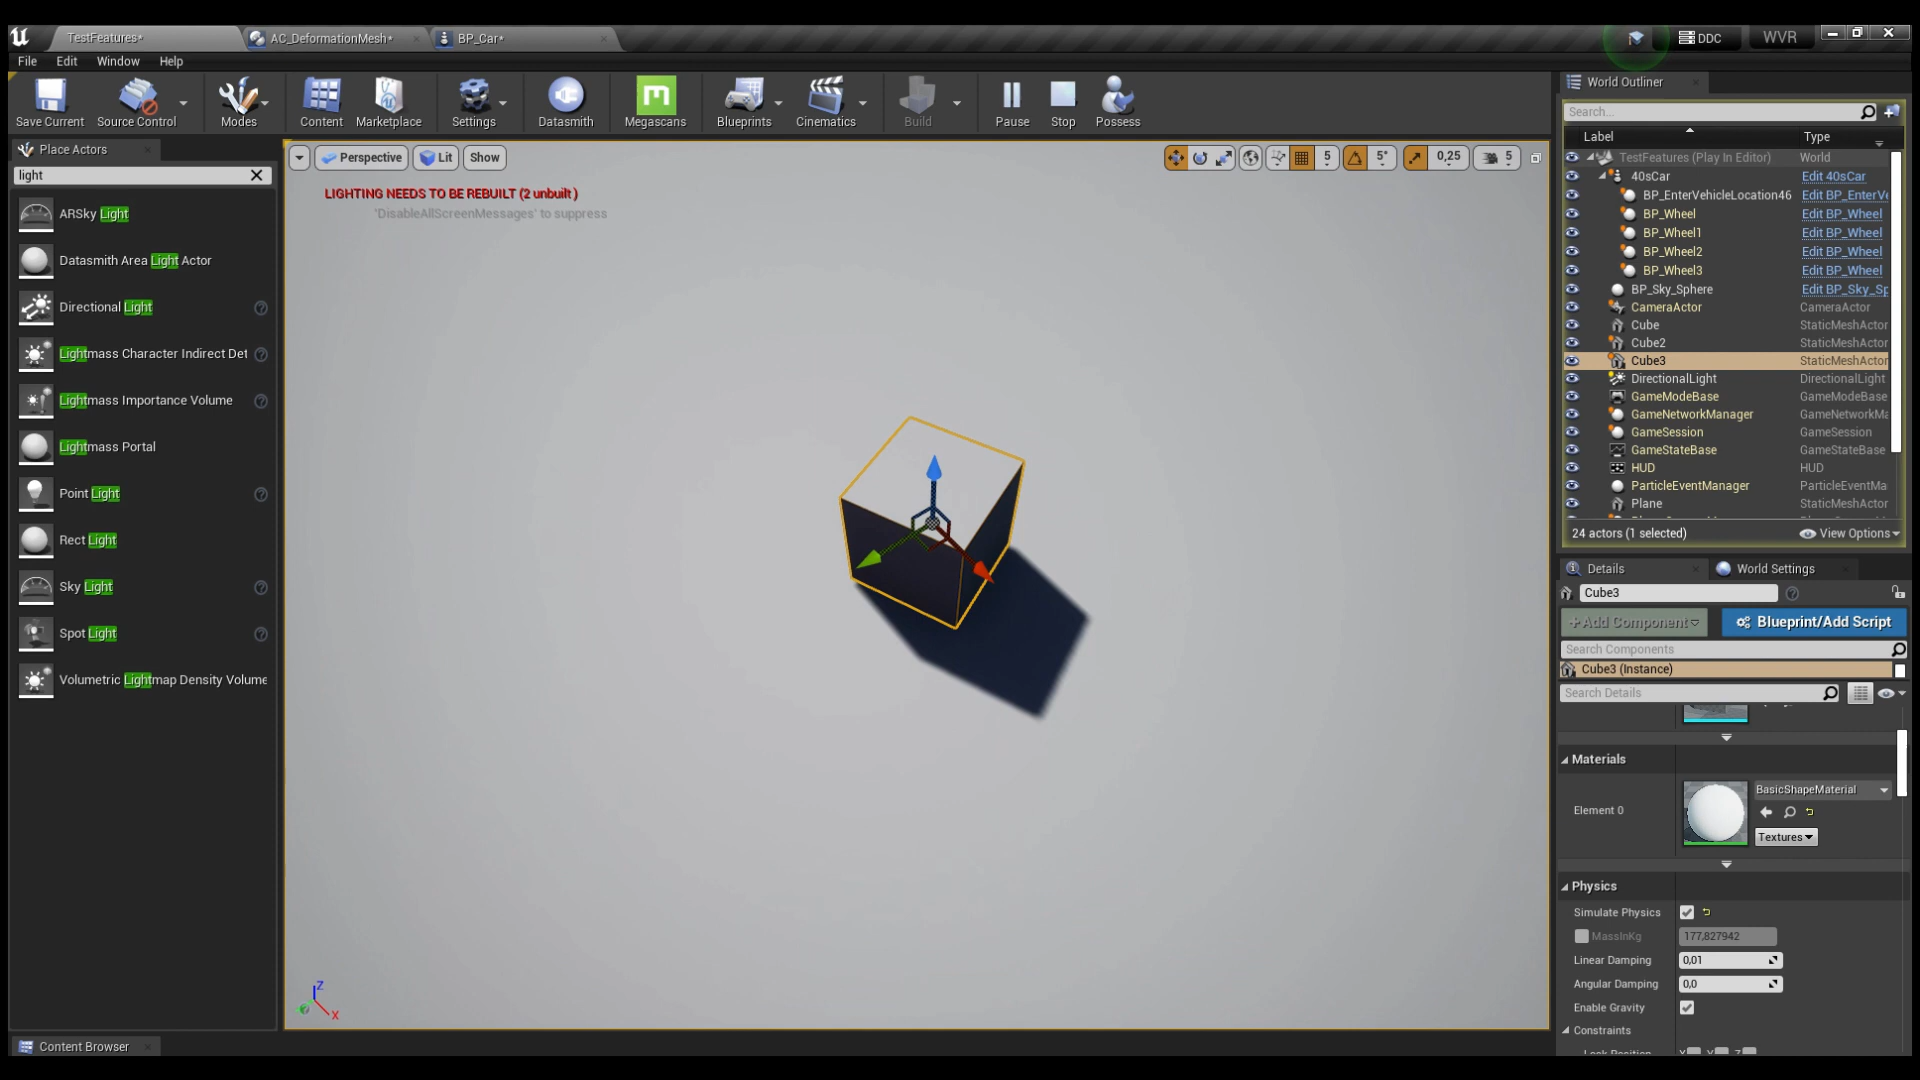 TestFeatures*
AC_DeformationMesh*
BP_Car*
DDC
WVR
File Edit Window Help
Save Current
Source Control
Modes
Content
Marketplace
Settings
Datasmith
Megascans
Blueprints
Cinematics
Build
Pause
Stop
Possess
Place Actors
light
ARSky Light
Datasmith Area Light Actor
Directional Light
Lightmass Character Indirect Det
Lightmass Importance Volume
Lightmass Portal
Point Light
Rect Light
Sky Light
Spot Light
Volumetric Lightmap Density Volume
Perspective
Lit
Show
5
5°
0,25
5
LIGHTING NEEDS TO BE REBUILT (2 unbuilt )
'DisableAllScreenMessages' to suppress
Z
X
World Outliner
Search...
Label Type
TestFeatures (Play In Editor) World
40sCar Edit 40sCar
BP_EnterVehicleLocation46 Edit BP_EnterVe
BP_Wheel Edit BP_Wheel
BP_Wheel1 Edit BP_Wheel
BP_Wheel2 Edit BP_Wheel
BP_Wheel3 Edit BP_Wheel
BP_Sky_Sphere Edit BP_Sky_Sp
CameraActor CameraActor
Cube StaticMeshActor
Cube2 StaticMeshActor
Cube3 StaticMeshActor
DirectionalLight DirectionalLight
GameModeBase GameModeBase
GameNetworkManager GameNetworkMa
GameSession GameSession
GameStateBase GameStateBase
HUD HUD
ParticleEventManager ParticleEventMa
Plane StaticMeshActor
24 actors (1 selected)
View Options
Details
World Settings
Cube3
+Add Component
Blueprint/Add Script
Search Components
Cube3 (Instance)
Search Details
Materials
Element 0
BasicShapeMaterial
Textures
Physics
Simulate Physics
MassInKg 177,827942
Linear Damping 0,01
Angular Damping 0,0
Enable Gravity
Constraints
Lock Position X Y Z
Content Browser